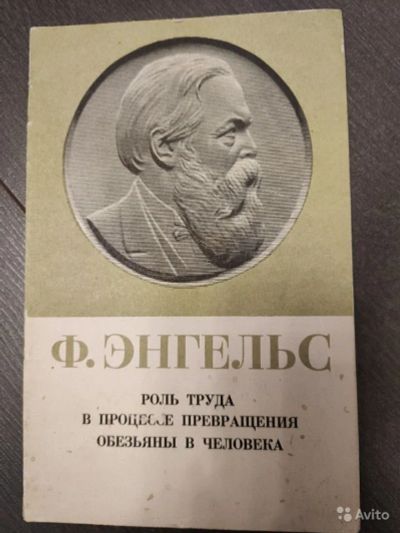 Ф. ЭНГЕЛЬС
РОЛЬ ТРУДА
В ПРОЦЕССЕ ПРЕВРАЩЕНИЯ
ОБЕЗЬЯНЫ В ЧЕЛОВЕКА
Avito